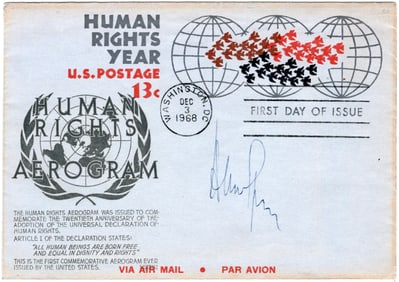 HUMAN
RIGHTS
YEAR
U.S. POSTAGE
13c
WASHINGTON, DC
DEC
3
1968
FIRST DAY OF ISSUE
HUMAN
RIGHTS
AEROGRAM
THE HUMAN RIGHTS AEROGRAM WAS ISSUED TO COM-
MEMORATE THE TWENTIETH ANNIVERSARY OF THE
ADOPTION OF THE UNIVERSAL DECLARATION OF
HUMAN RIGHTS.
ARTICLE I OF THE DECLARATION STATES:
"ALL HUMAN BEINGS ARE BORN FREE
AND EQUAL IN DIGNITY AND RIGHTS"
THIS IS THE FIRST COMMEMORATIVE AEROGRAM EVER
ISSUED BY THE UNITED STATES.
VIA AIR MAIL • PAR AVION